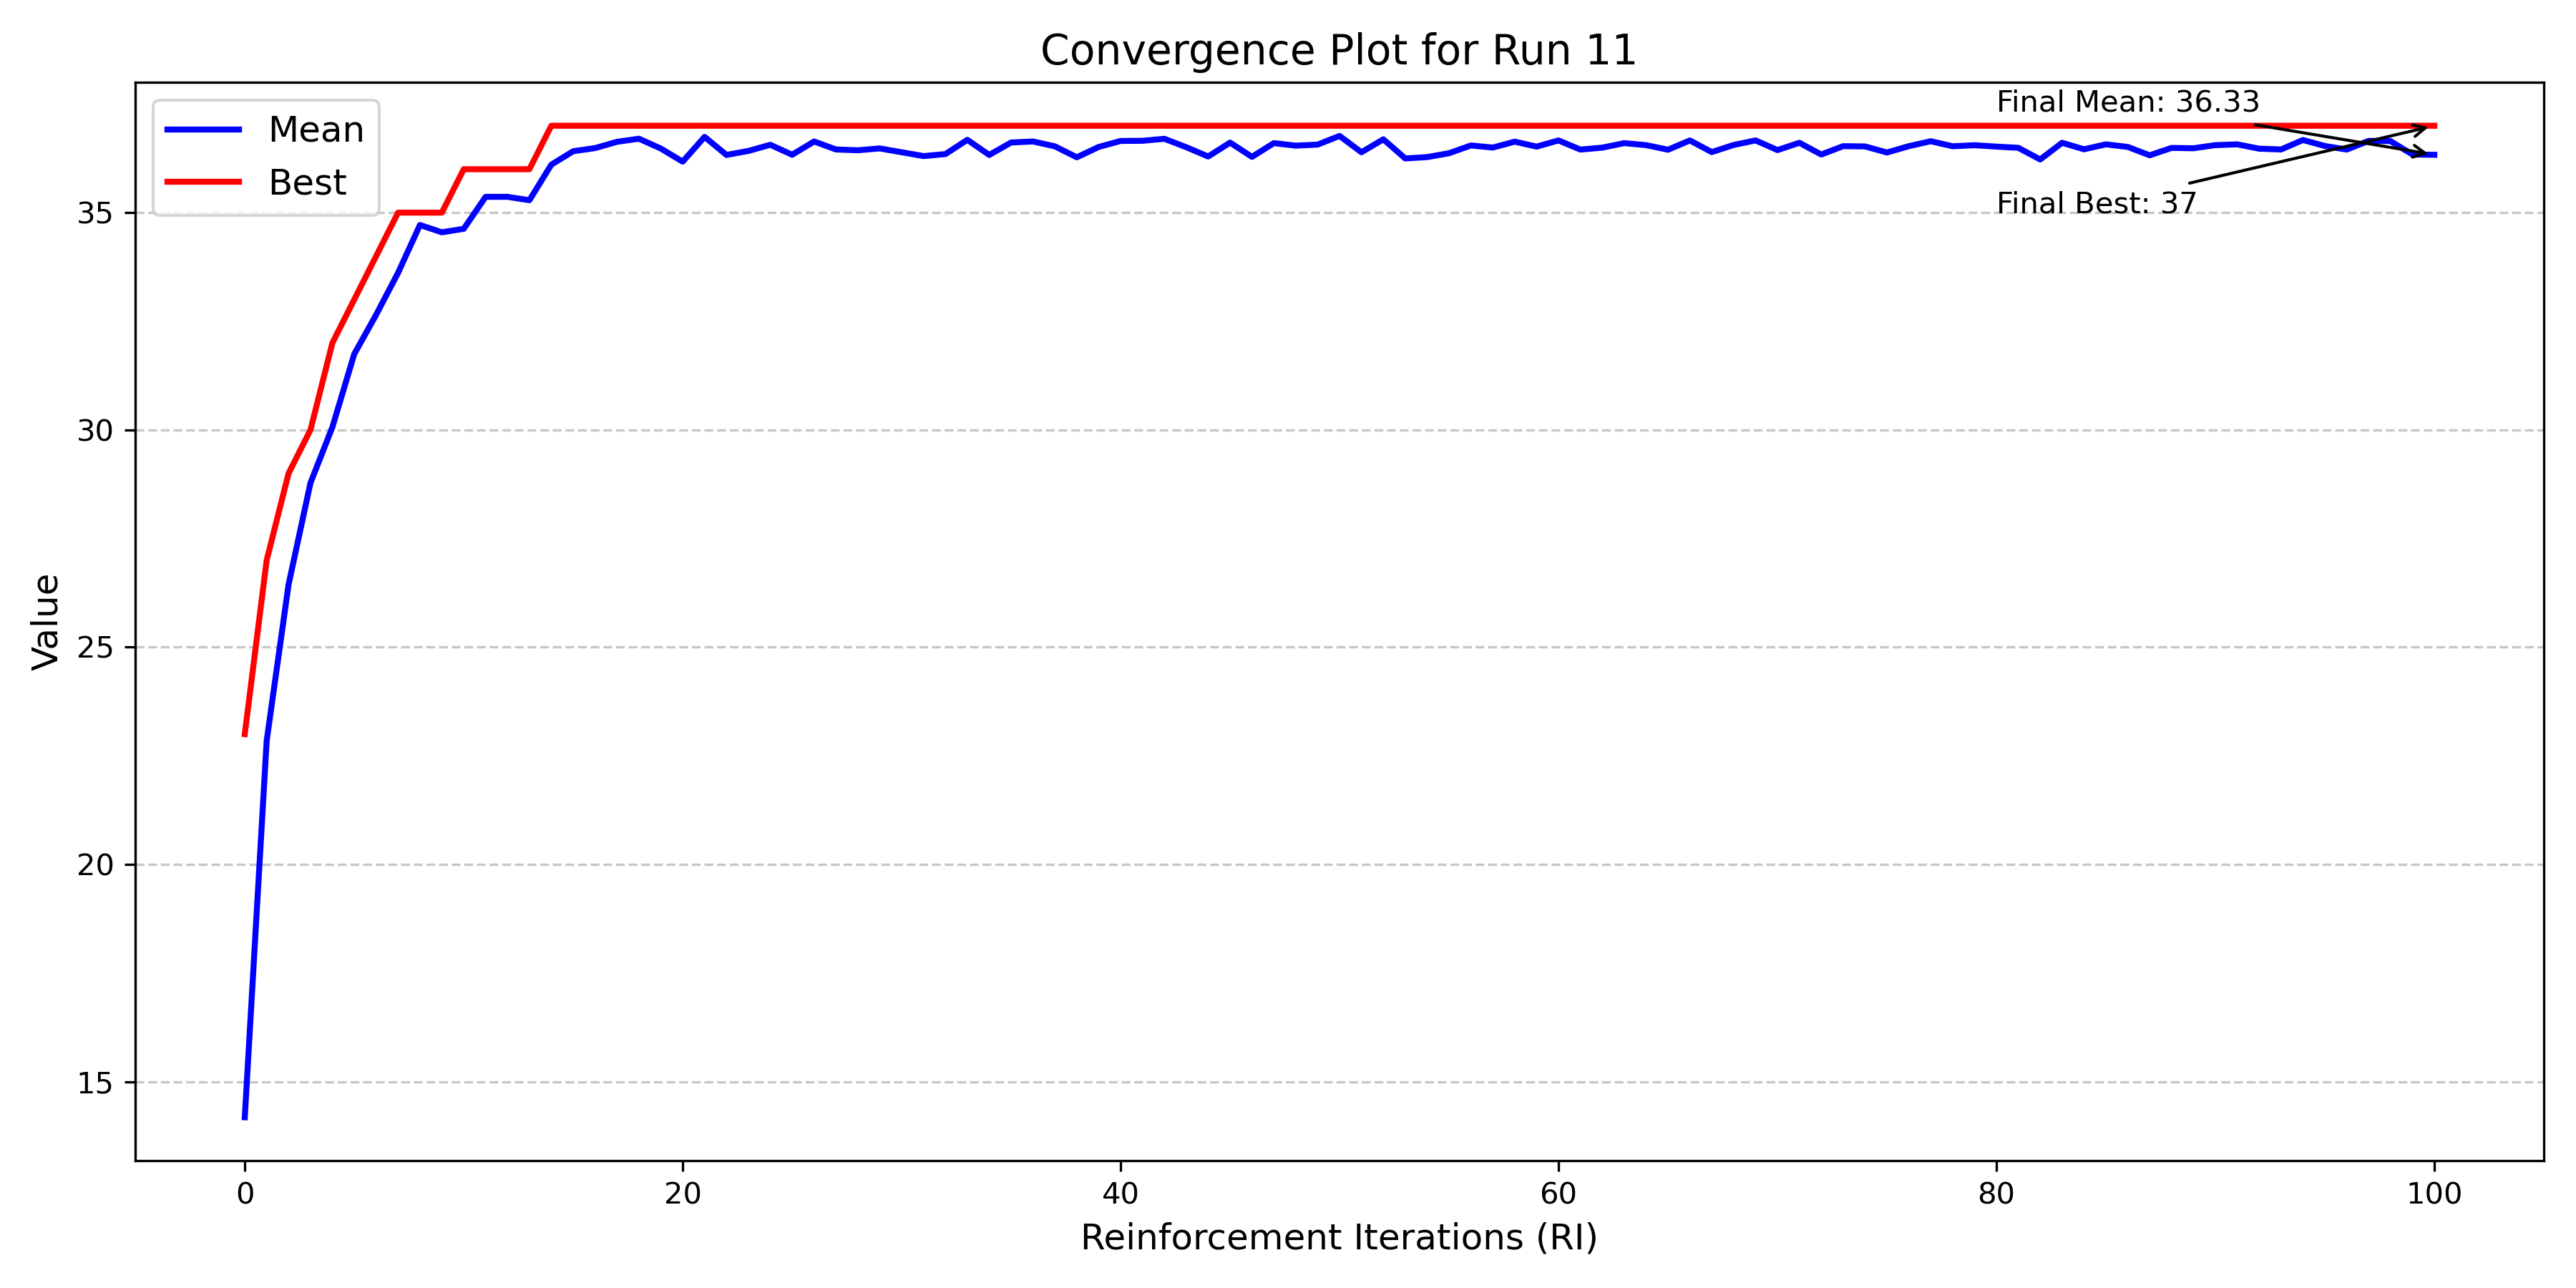 Convergence Plot for Run 11
Mean
Best
Final Mean: 36.33
Final Best: 37
Value
35
30
25
20
15
0
20
40
60
80
100
Reinforcement Iterations (RI)